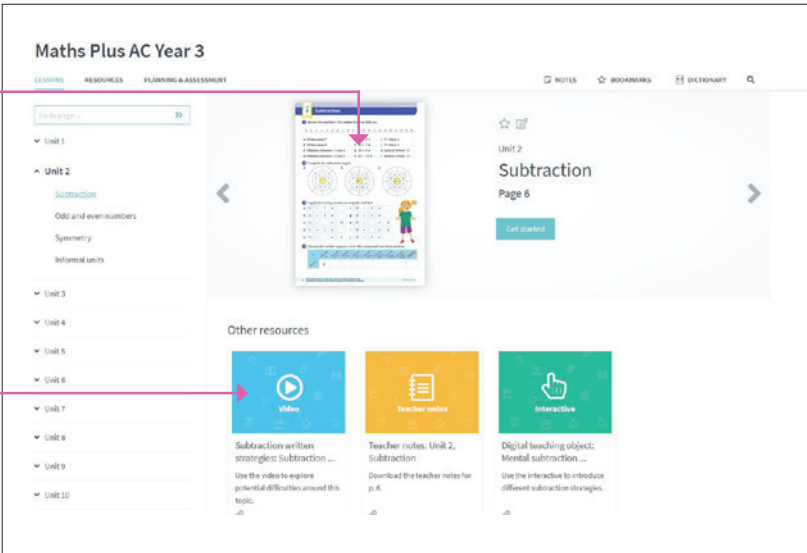 Maths Plus AC Year 3
LESSONS RESOURCES PLANNING & ASSESSMENT
NOTES BOOKMARKS DICTIONARY
Go to page...
Unit 1
Unit 2
Subtraction
Odd and even numbers
Symmetry
Informal units
Unit 3
Unit 4
Unit 5
Unit 6
Unit 7
Unit 8
Unit 9
Unit 10
Subtraction
Unit 2
Subtraction
Page 6
Get started
Other resources
Video
Subtraction written
strategies: Subtraction ...
Use the video to explore
potential difficulties around this
topic.
Teacher notes
Teacher notes: Unit 2,
Subtraction
Download the teacher notes for
p. 6.
Interactive
Digital teaching object:
Mental subtraction ...
Use the interactive to introduce
different subtraction strategies.